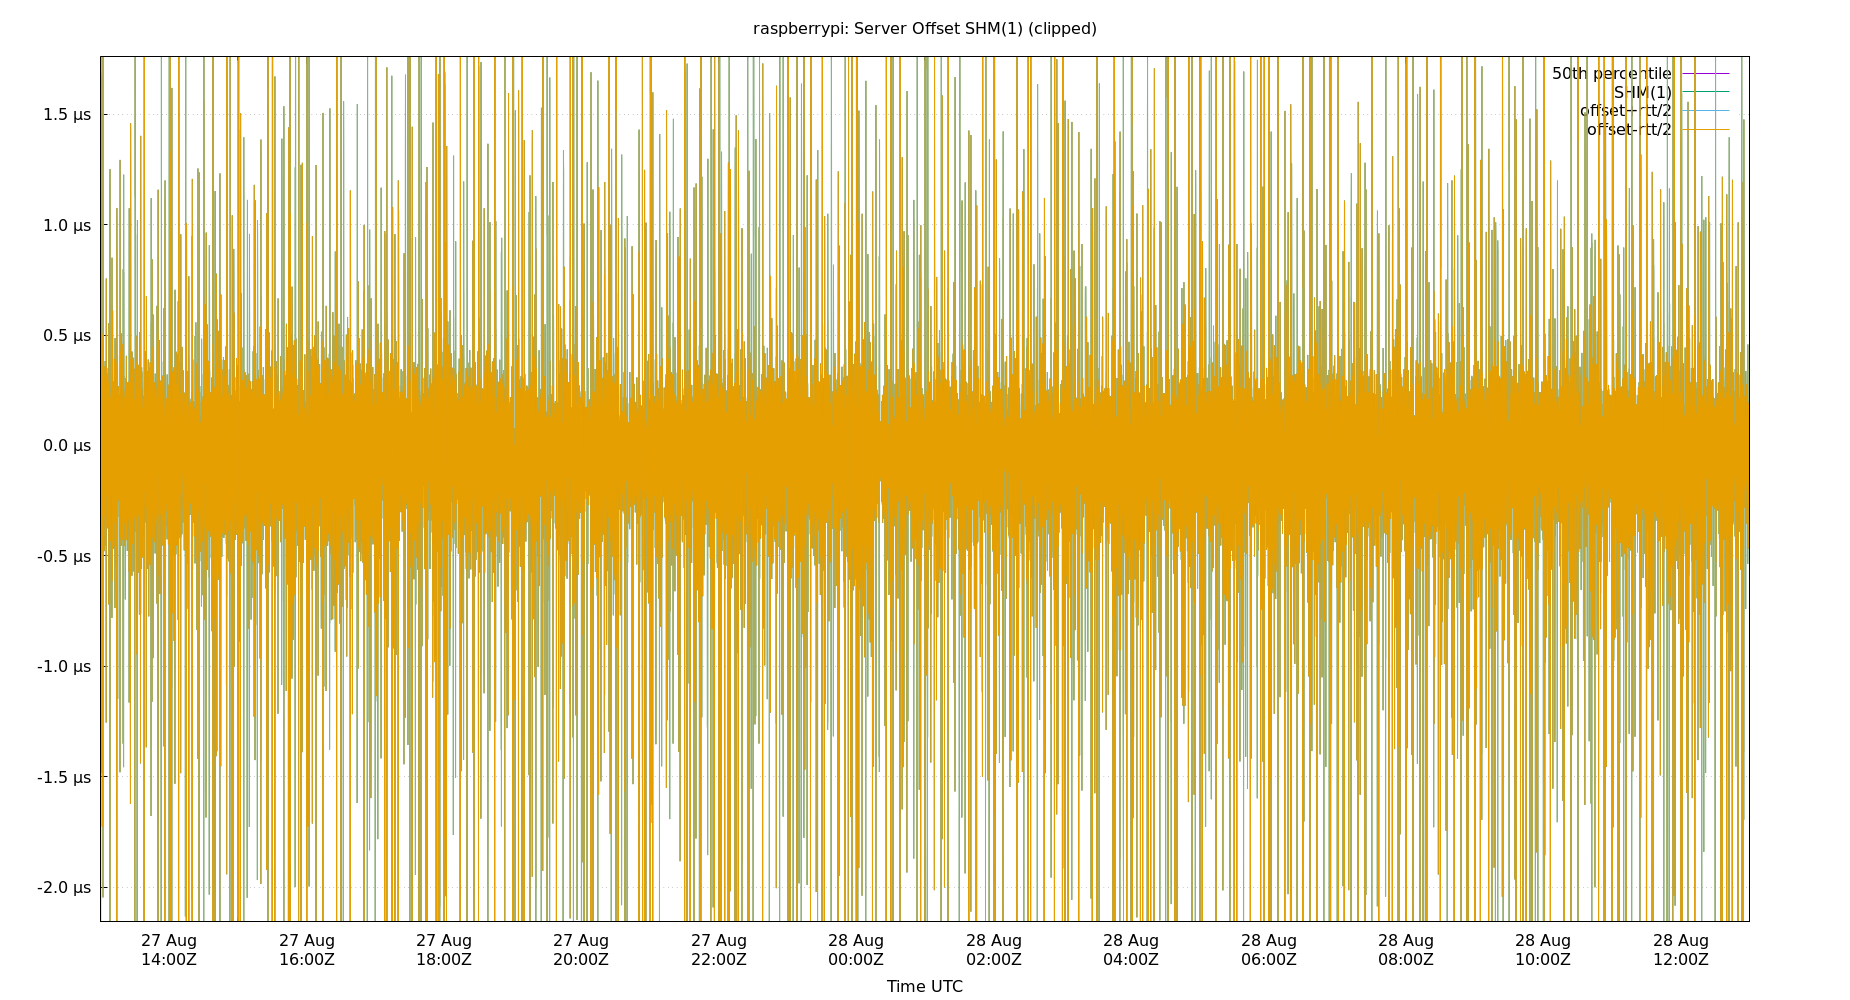 raspberrypi: Server Offset SHM(1) (clipped)
50th percentile
SHM(1)
offset+rtt/2
offset-rtt/2
1.5 µs
1.0 µs
0.5 µs
0.0 µs
-0.5 µs
-1.0 µs
-1.5 µs
-2.0 µs
27 Aug 27 Aug 27 Aug 27 Aug 27 Aug 28 Aug 28 Aug 28 Aug 28 Aug 28 Aug 28 Aug 28 Aug
14:00Z 16:00Z 18:00Z 20:00Z 22:00Z 00:00Z 02:00Z 04:00Z 06:00Z 08:00Z 10:00Z 12:00Z
Time UTC